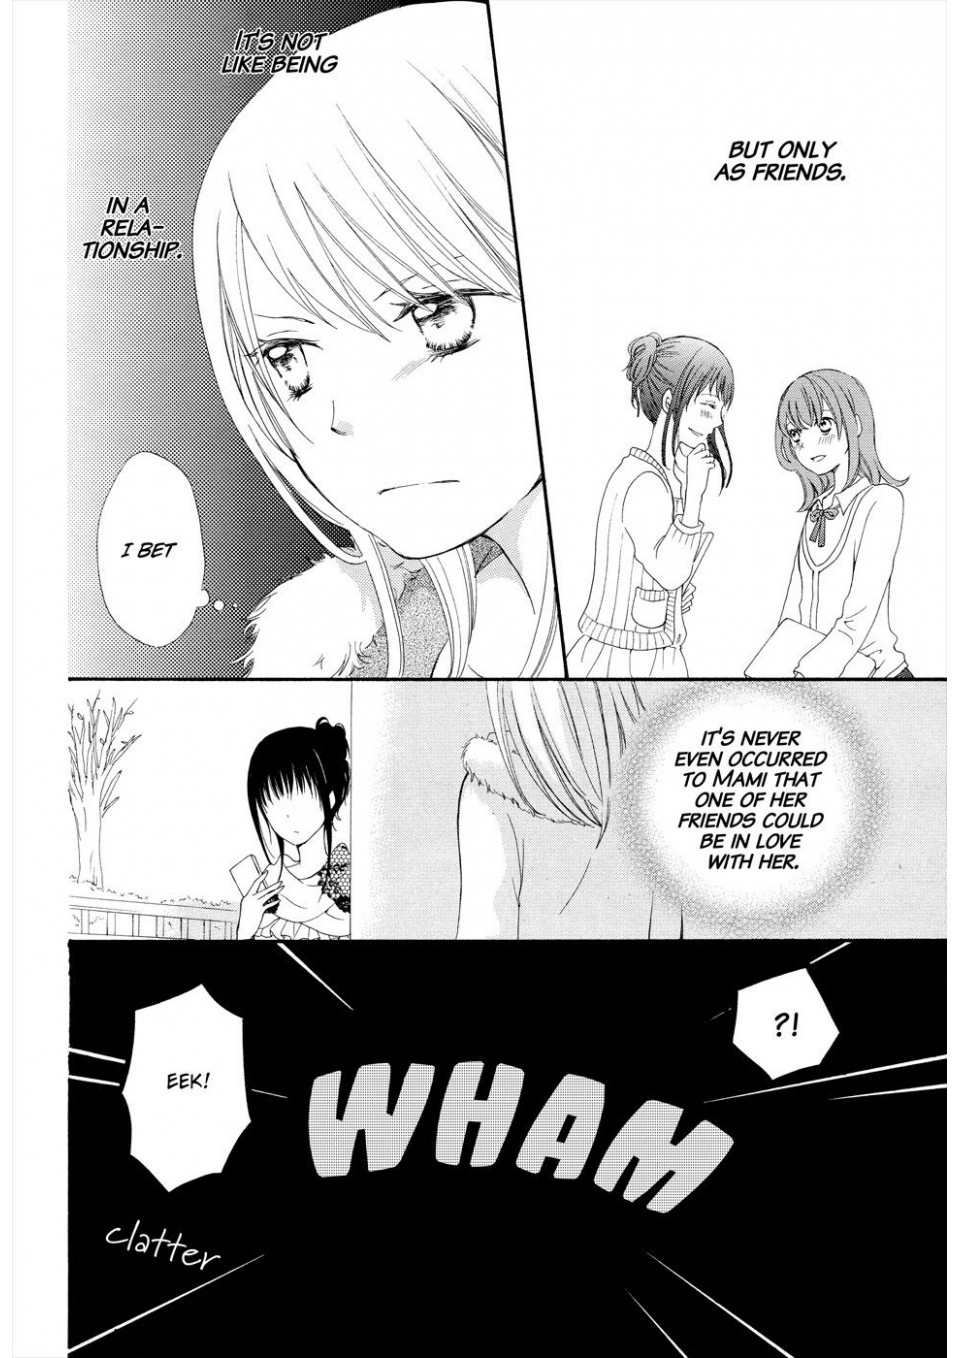 BUT ONLY
AS FRIENDS.
IT'S NOT
LIKE BEING
IN A
RELA-
TIONSHIP.
I BET
IT'S NEVER
EVEN OCCURRED
TO MAMI THAT
ONE OF HER
FRIENDS COULD
BE IN LOVE
WITH HER.
?!
EEK!
WHAM
clatter